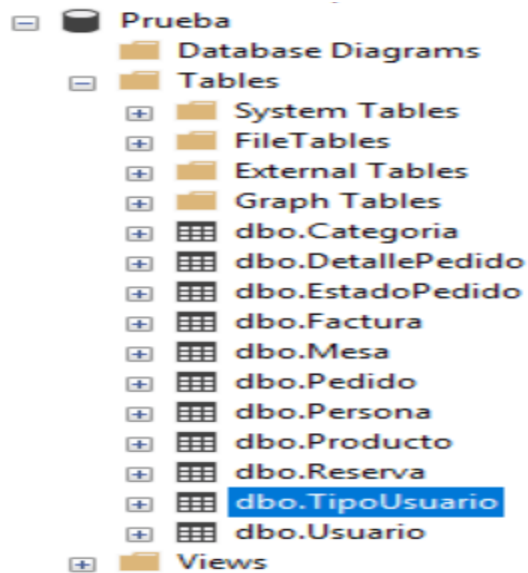 Prueba
Database Diagrams
Tables
System Tables
FileTables
External Tables
Graph Tables
dbo.Categoria
dbo.DetallePedido
dbo.EstadoPedido
dbo.Factura
dbo.Mesa
dbo.Pedido
dbo.Persona
dbo.Producto
dbo.Reserva
dbo.TipoUsuario
dbo.Usuario
Views